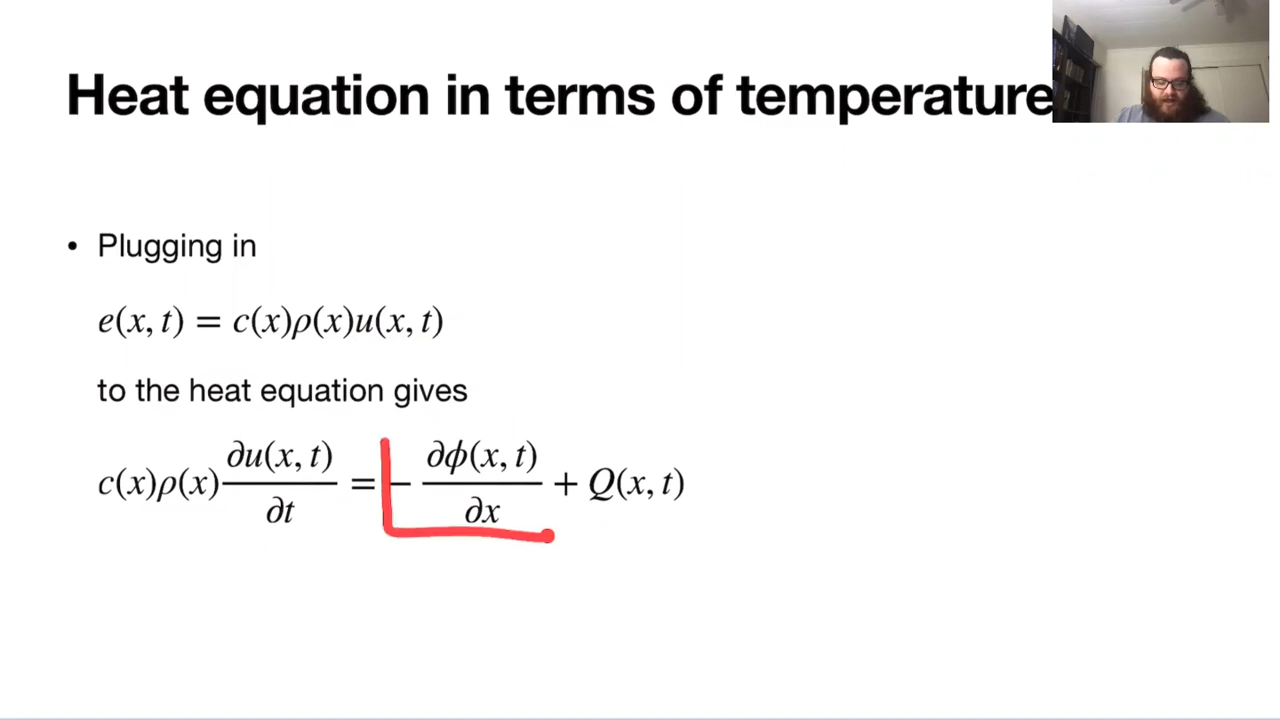 Heat equation in terms of temperature
• Plugging in
e(x, t) = c(x)ρ(x)u(x, t)
to the heat equation gives
c(x)ρ(x) ∂u(x, t)/∂t = − ∂ϕ(x, t)/∂x + Q(x, t)